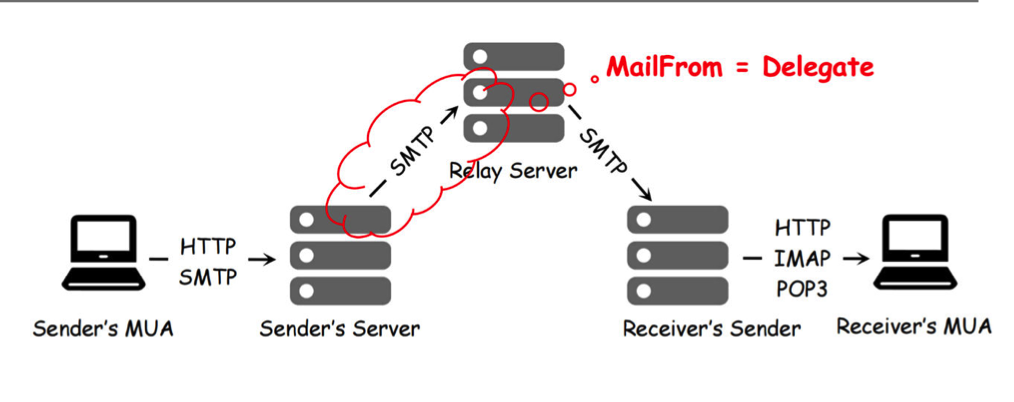 MailFrom = Delegate
SMTP
SMTP
Relay Server
HTTP
SMTP
HTTP
IMAP
POP3
Sender's MUA
Sender's Server
Receiver's Sender
Receiver's MUA